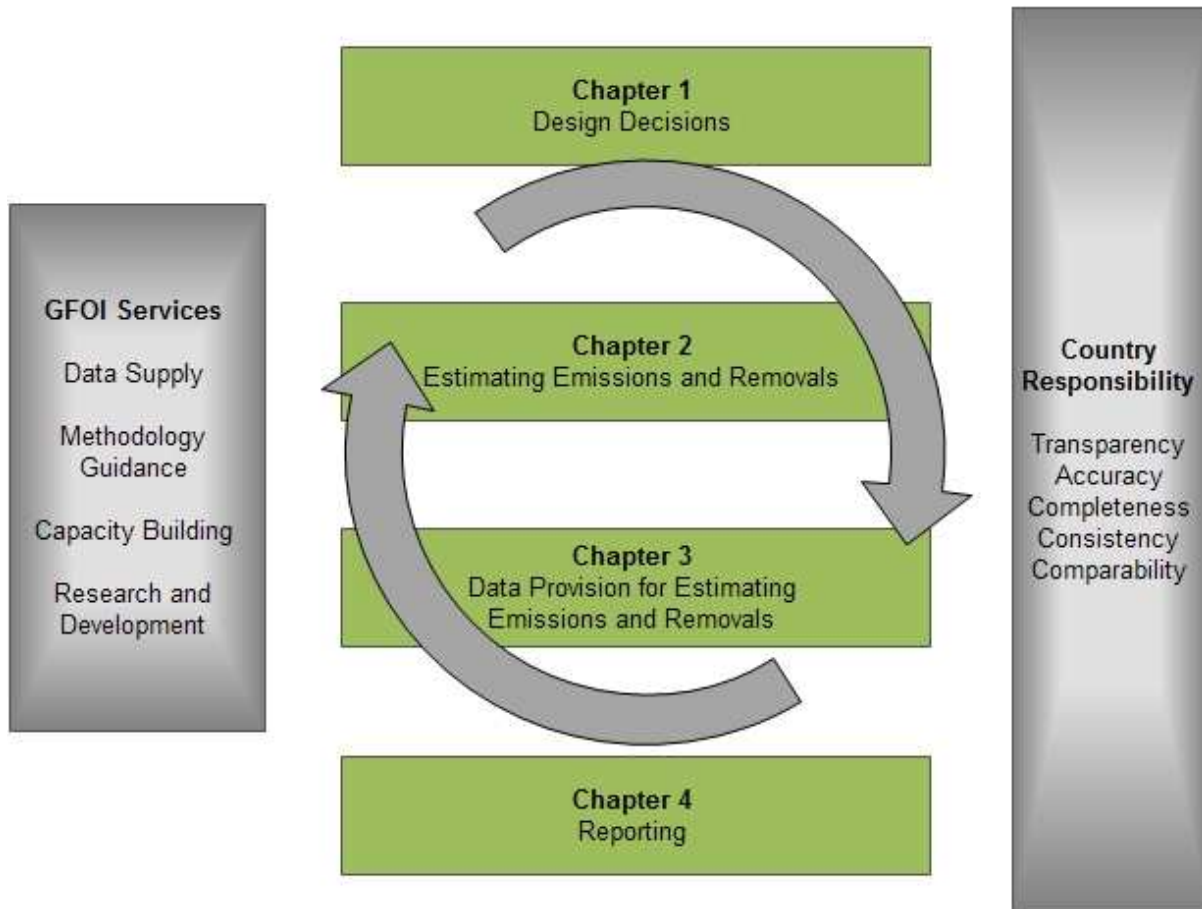 Chapter 1
Design Decisions
GFOI Services
Data Supply
Methodology
Guidance
Capacity Building
Research and
Development
Chapter 2
Estimating Emissions and Removals
Chapter 3
Data Provision for Estimating
Emissions and Removals
Chapter 4
Reporting
Country
Responsibility
Transparency
Accuracy
Completeness
Consistency
Comparability